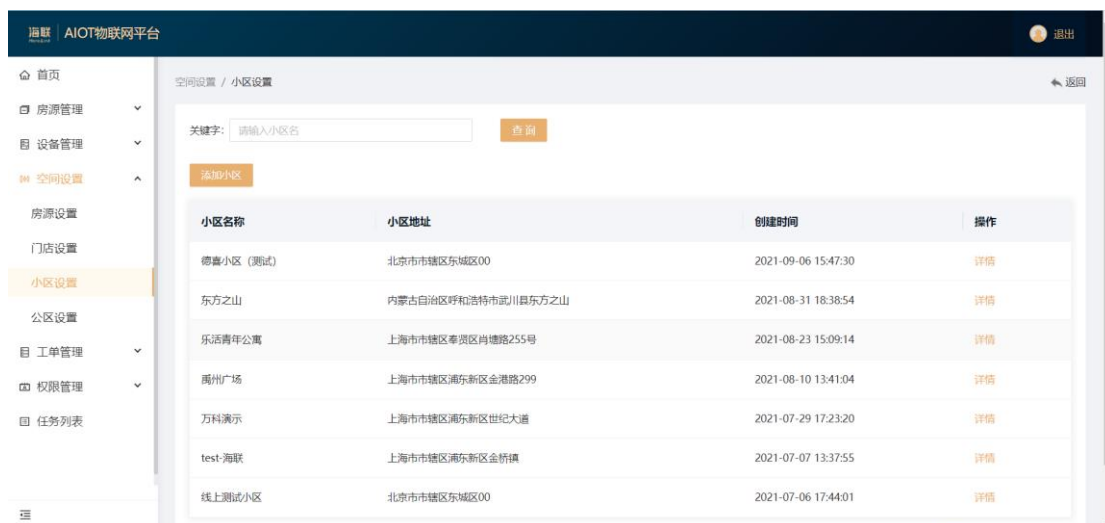 海联 AIOT物联网平台
退出
首页
房源管理
设备管理
空间设置
房源设置
门店设置
小区设置
公区设置
工单管理
权限管理
任务列表
空间设置 / 小区设置
返回
关键字: 请输入小区名
查询
添加小区
小区名称 小区地址 创建时间 操作
德喜小区（测试） 北京市市辖区东城区00 2021-09-06 15:47:30 详情
东方之山 内蒙古自治区呼和浩特市武川县东方之山 2021-08-31 18:38:54 详情
乐活青年公寓 上海市市辖区奉贤区肖塘路255号 2021-08-23 15:09:14 详情
禹州广场 上海市市辖区浦东新区金港路299 2021-08-10 13:41:04 详情
万科演示 上海市市辖区浦东新区世纪大道 2021-07-29 17:23:20 详情
test-海联 上海市市辖区浦东新区金桥镇 2021-07-07 13:37:55 详情
线上测试小区 北京市市辖区东城区00 2021-07-06 17:44:01 详情